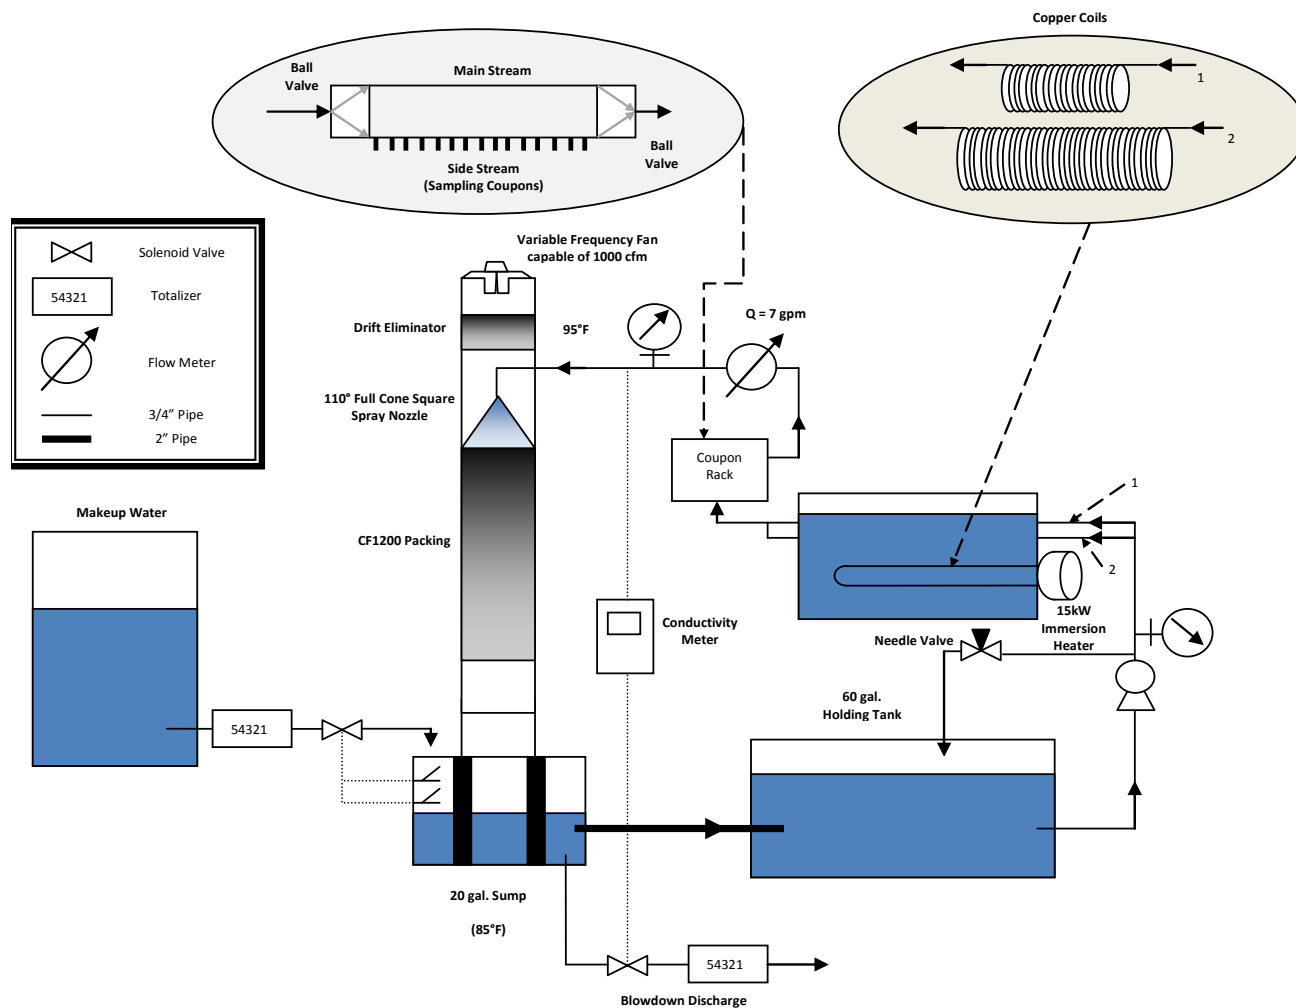 Copper Coils
Ball
Valve
Main Stream
1
2
Side Stream
(Sampling Coupons)
Ball
Valve
Solenoid Valve
54321
Totalizer
Flow Meter
3/4” Pipe
2” Pipe
Variable Frequency Fan
capable of 1000 cfm
Drift Eliminator
95°F
Q = 7 gpm
110° Full Cone Square
Spray Nozzle
Coupon
Rack
1
2
CF1200 Packing
Makeup Water
15kW
Immersion
Heater
Conductivity
Meter
Needle Valve
60 gal.
Holding Tank
54321
20 gal. Sump
(85°F)
54321
Blowdown Discharge